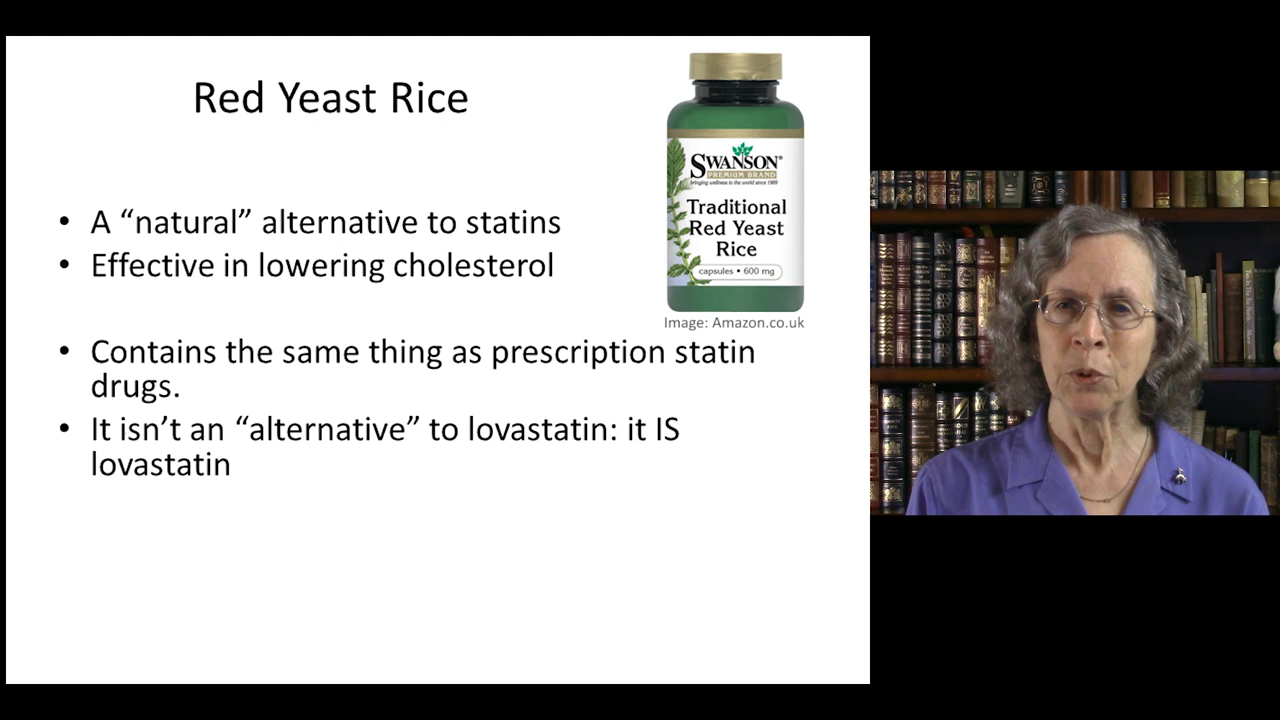 Red Yeast Rice
SWANSON®
PREMIUM BRAND
bringing wellness to the world since 1969
Traditional
Red Yeast
Rice
capsules • 600 mg
Image: Amazon.co.uk
• A “natural” alternative to statins
• Effective in lowering cholesterol
• Contains the same thing as prescription statin
drugs.
• It isn’t an “alternative” to lovastatin: it IS
lovastatin